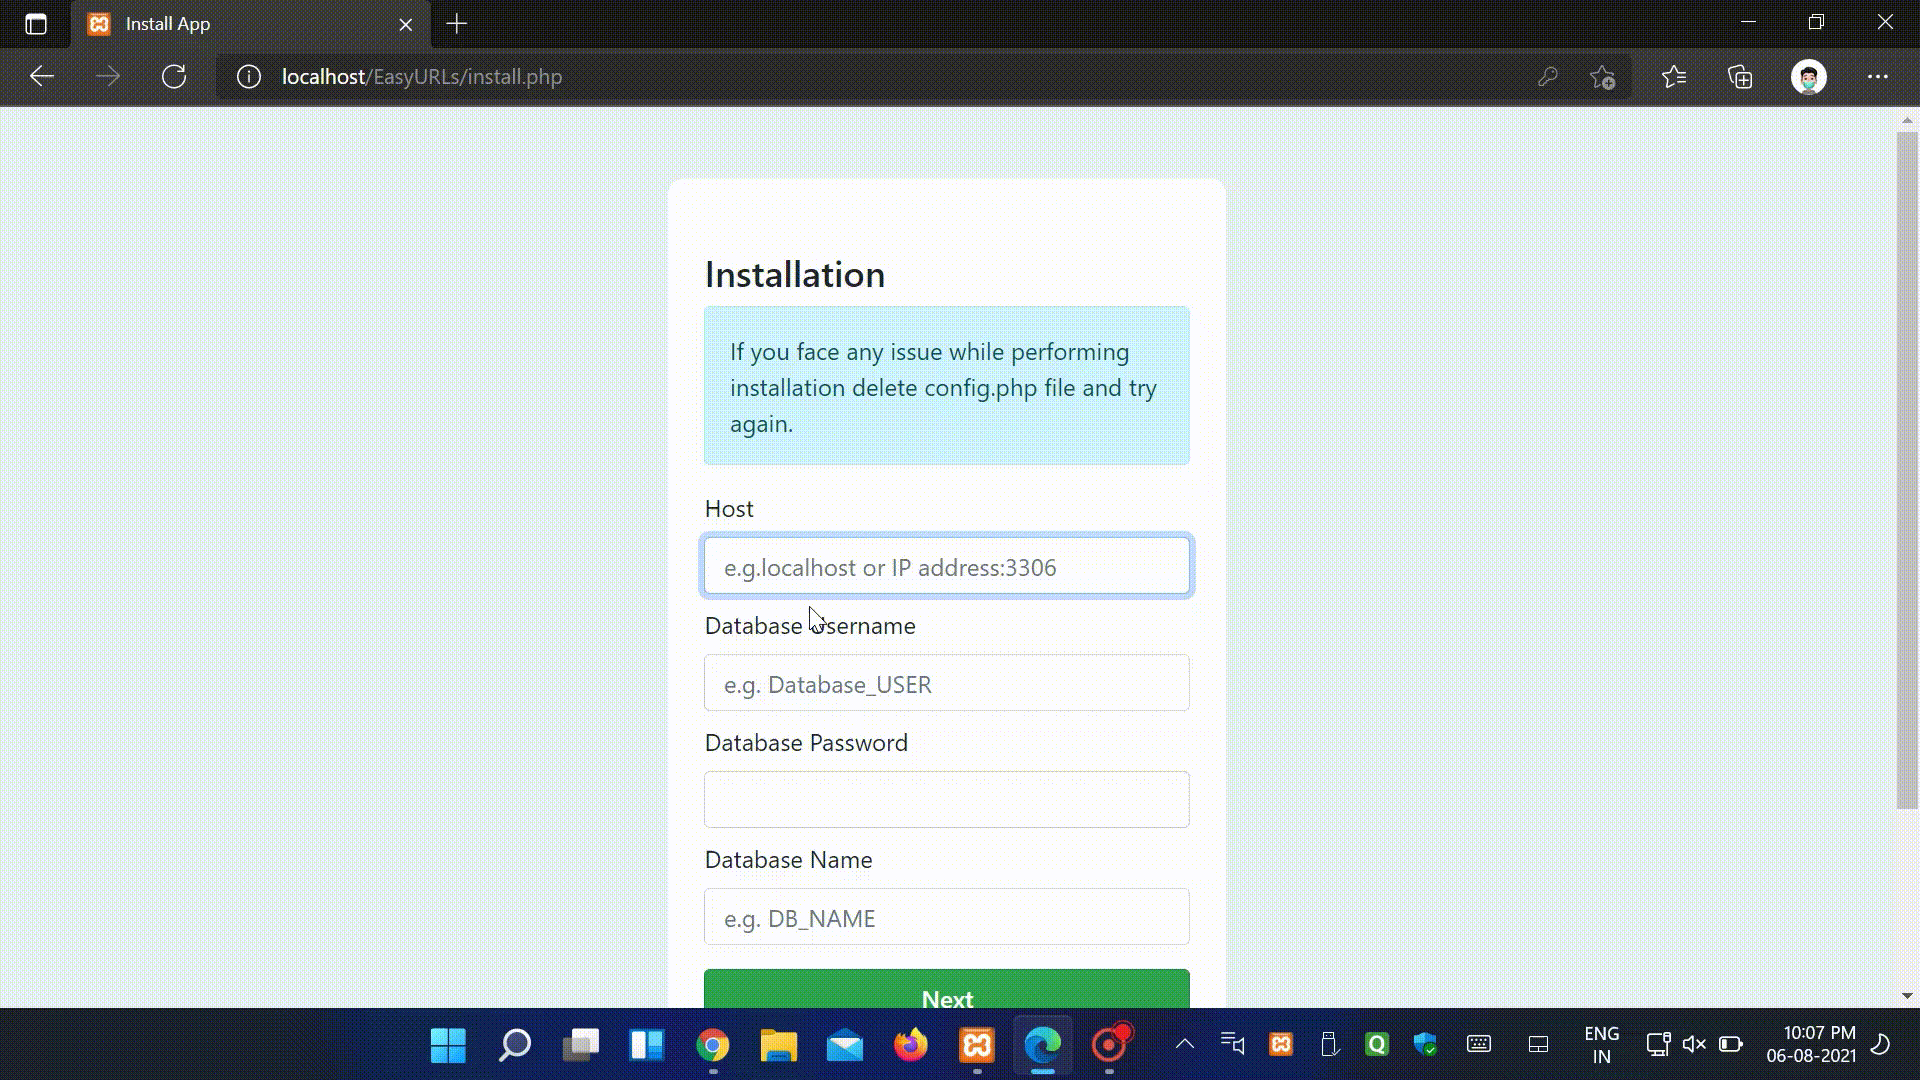 Install App
localhost/EasyURLs/install.php
Installation
If you face any issue while performing
installation delete config.php file and try
again.
Host
e.g.localhost or IP address:3306
Database Username
e.g. Database_USER
Database Password
Database Name
e.g. DB_NAME
Next
ENG
IN
10:07 PM
06-08-2021